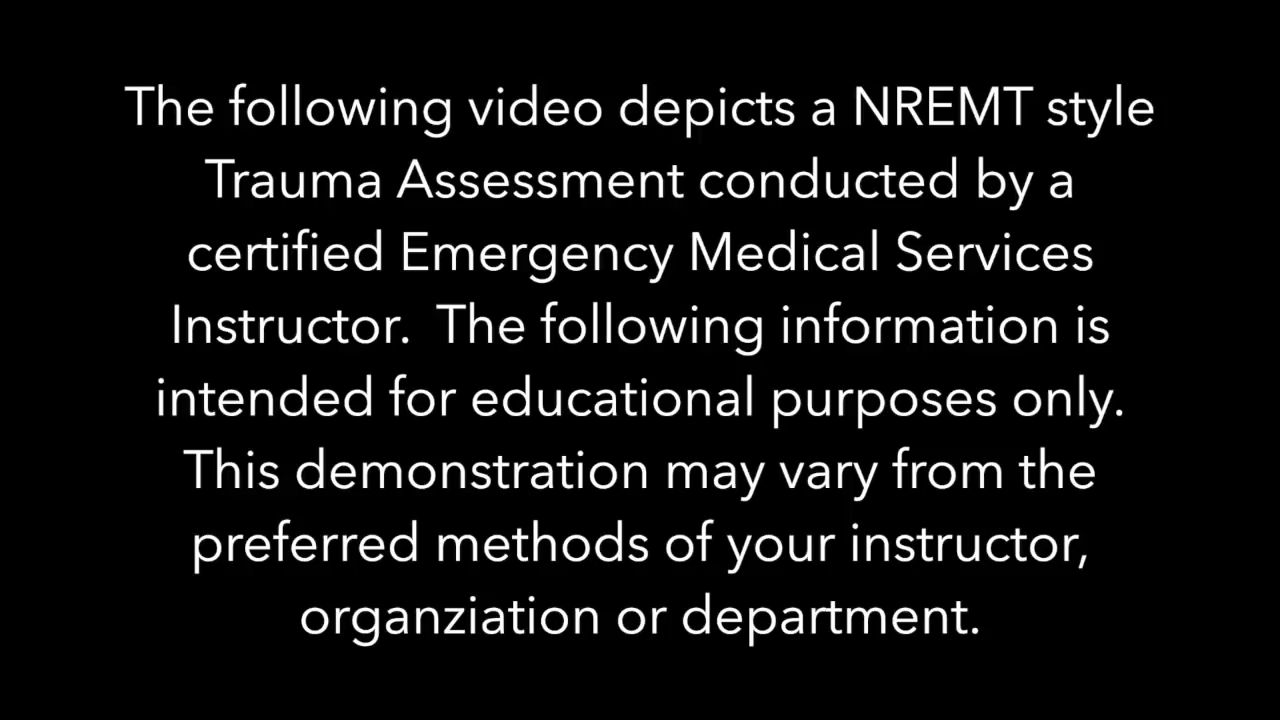 The following video depicts a NREMT style
Trauma Assessment conducted by a
certified Emergency Medical Services
Instructor.  The following information is
intended for educational purposes only.
This demonstration may vary from the
preferred methods of your instructor,
organziation or department.